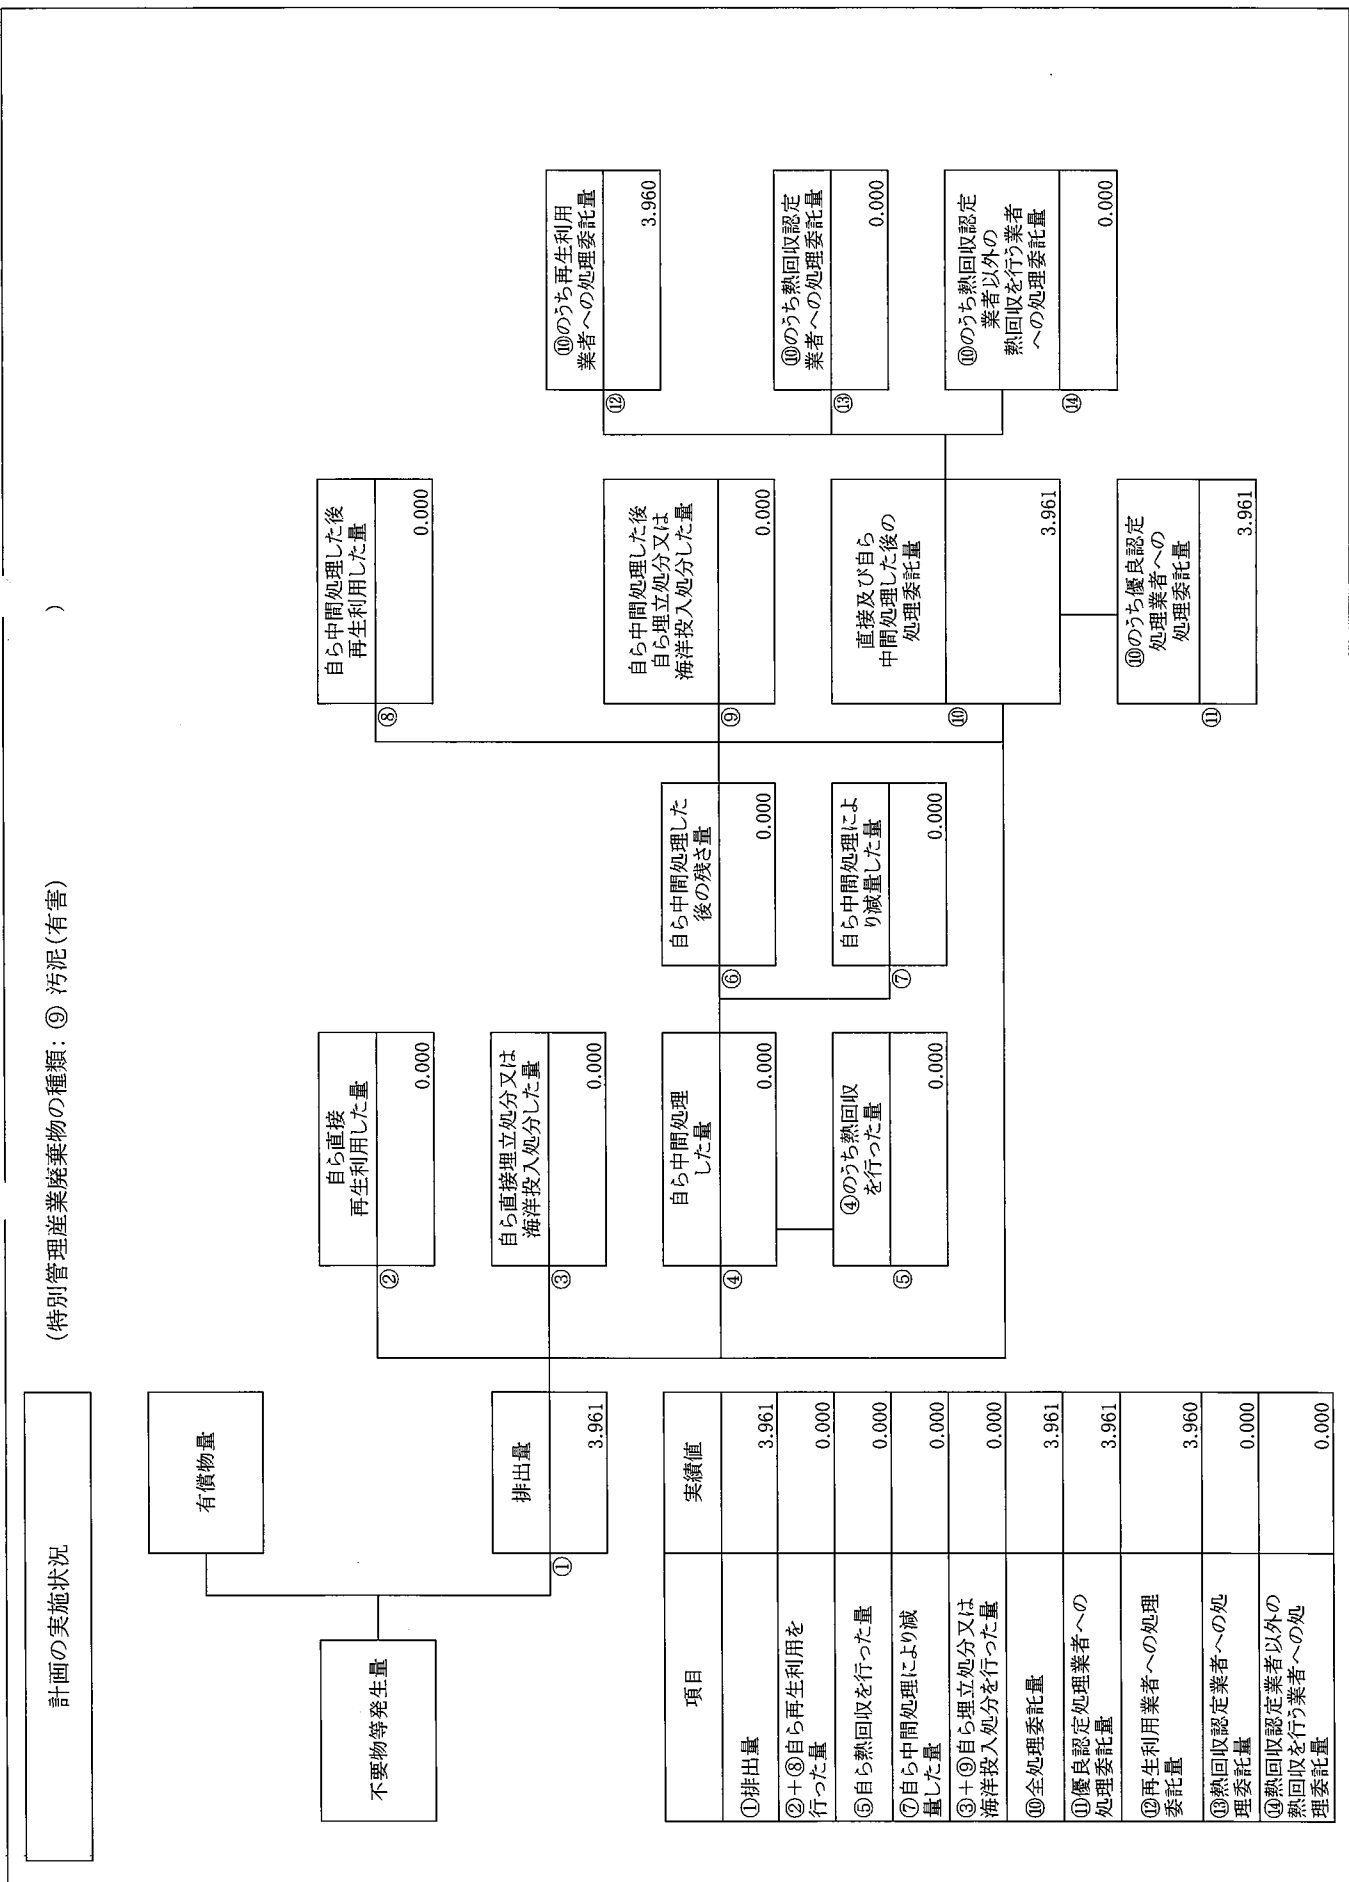 計画の実施状況
(特別管理産業廃棄物の種類: ⑨ 汚泥(有害)
)
不要物等発生量
有償物量
①
排出量
3.961
②
自ら直接
再生利用した量
0.000
③
自ら直接埋立処分又は
海洋投入処分した量
0.000
④
自ら中間処理
した量
0.000
⑤
④のうち熱回収
を行った量
0.000
⑥
自ら中間処理した
後の残さ量
0.000
⑦
自ら中間処理によ
り減量した量
0.000
⑧
自ら中間処理した後
再生利用した量
0.000
⑨
自ら中間処理した後
自ら埋立処分又は
海洋投入処分した量
0.000
⑩
直接及び自ら
中間処理した後の
処理委託量
3.961
⑪
⑩のうち優良認定
処理業者への
処理委託量
3.961
⑫
⑩のうち再生利用
業者への処理委託量
3.960
⑬
⑩のうち熱回収認定
業者への処理委託量
0.000
⑭
⑩のうち熱回収認定
業者以外の
熱回収を行う業者
への処理委託量
0.000
項目
実績値
①排出量
3.961
②＋⑧自ら再生利用を
行った量
0.000
⑤自ら熱回収を行った量
0.000
⑦自ら中間処理により減
量した量
0.000
③＋⑨自ら埋立処分又は
海洋投入処分を行った量
0.000
⑩全処理委託量
3.961
⑪優良認定処理業者への
処理委託量
3.961
⑫再生利用業者への処理
委託量
3.960
⑬熱回収認定業者への処
理委託量
0.000
⑭熱回収認定業者以外の
熱回収を行う業者への処
理委託量
0.000